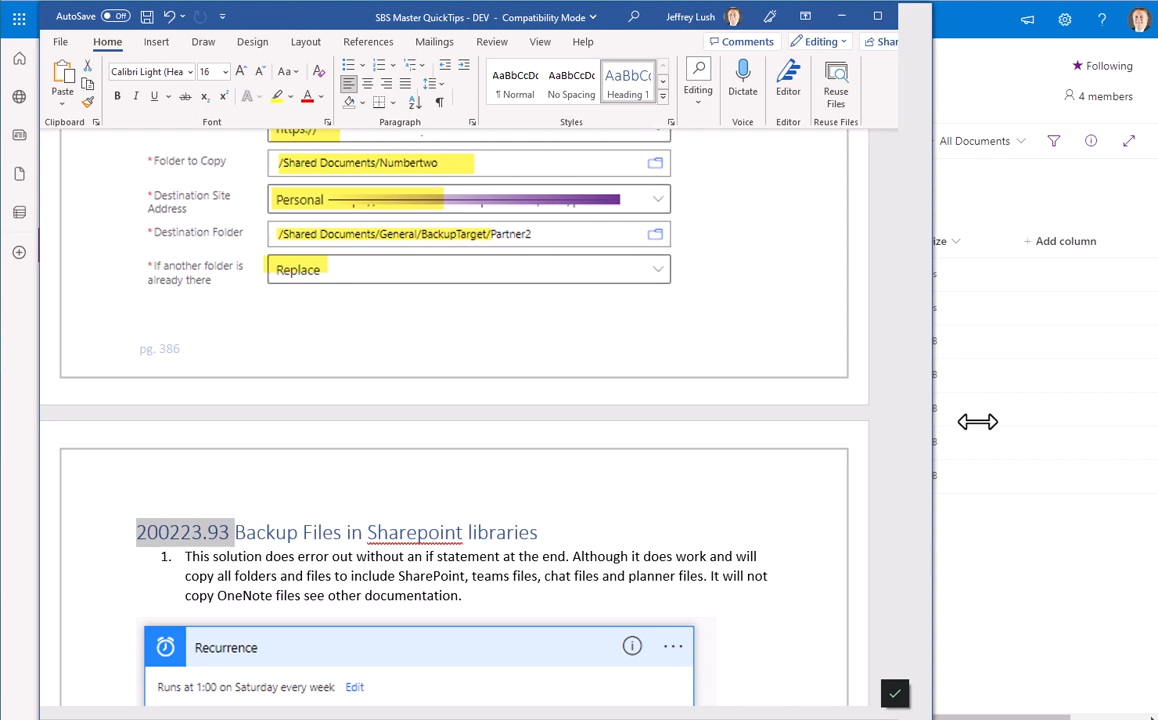 AutoSave Off SBS Master QuickTips - DEV - Compatibility Mode Jeffrey Lush
File Home Insert Draw Design Layout References Mailings Review View Help Comments Editing Shar
Following
Paste Calibri Light (Hea 16 A A Aa A AaBbCcDc AaBbCcDc AaBbC Editing Dictate Editor Reuse Files
B I U ab x₂ x² A A ¶ Normal No Spacing Heading 1
4 members
Clipboard Font Paragraph Styles Voice Editor Reuse Files
https://
All Documents
*Folder to Copy /Shared Documents/Numbertwo
*Destination Site Address Personal
*Destination Folder /Shared Documents/General/BackupTarget/Partner2
ize Add column
*If another folder is already there Replace
pg. 386
200223.93 Backup Files in Sharepoint libraries
1. This solution does error out without an if statement at the end. Although it does work and will
copy all folders and files to include SharePoint, teams files, chat files and planner files. It will not
copy OneNote files see other documentation.
Recurrence
Runs at 1:00 on Saturday every week Edit